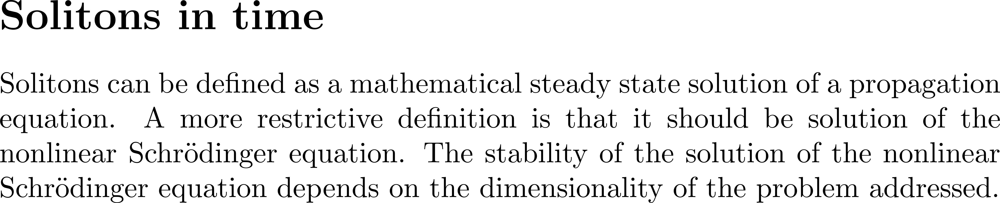 Solitons in time
Solitons can be defined as a mathematical steady state solution of a propagation
equation. A more restrictive definition is that it should be solution of the
nonlinear Schrödinger equation. The stability of the solution of the nonlinear
Schrödinger equation depends on the dimensionality of the problem addressed.